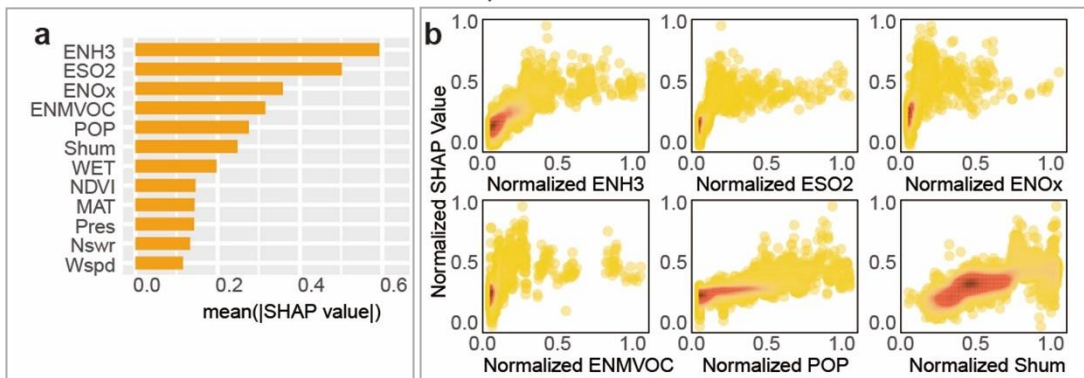 a
ENH3
ESO2
ENOx
ENMVOC
POP
Shum
WET
NDVI
MAT
Pres
Nswr
Wspd
0.0 0.2 0.4 0.6
mean(|SHAP value|)
b
Normalized SHAP Value
1.0 1.0 1.0
0.5 0.5 0.5
0.0 0.0 0.0
0.0 0.5 1.0 0.0 0.5 1.0 0.0 0.5 1.0
Normalized ENH3 Normalized ESO2 Normalized ENOx
1.0 1.0 1.0
0.5 0.5 0.5
0.0 0.0 0.0
0.0 0.5 1.0 0.0 0.5 1.0 0.0 0.5 1.0
Normalized ENMVOC Normalized POP Normalized Shum